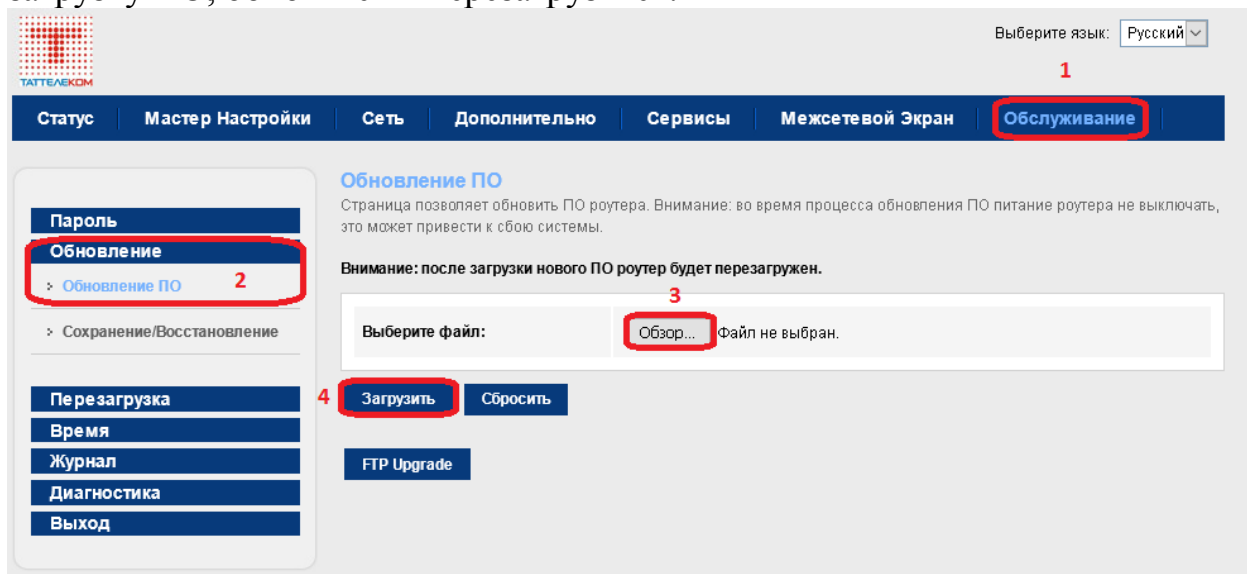 ТАТТЕЛЕКОМ
Выберите язык: Русский
1
Статус Мастер Настройки Сеть Дополнительно Сервисы Межсетевой Экран Обслуживание
Пароль
Обновление
Обновление ПО 2
Сохранение/Восстановление
Перезагрузка
Время
Журнал
Диагностика
Выход
Обновление ПО
Страница позволяет обновить ПО роутера. Внимание: во время процесса обновления ПО питание роутера не выключать,
это может привести к сбою системы.
Внимание: после загрузки нового ПО роутер будет перезагружен.
3
Выберите файл: Обзор... Файл не выбран.
4 Загрузить Сбросить
FTP Upgrade